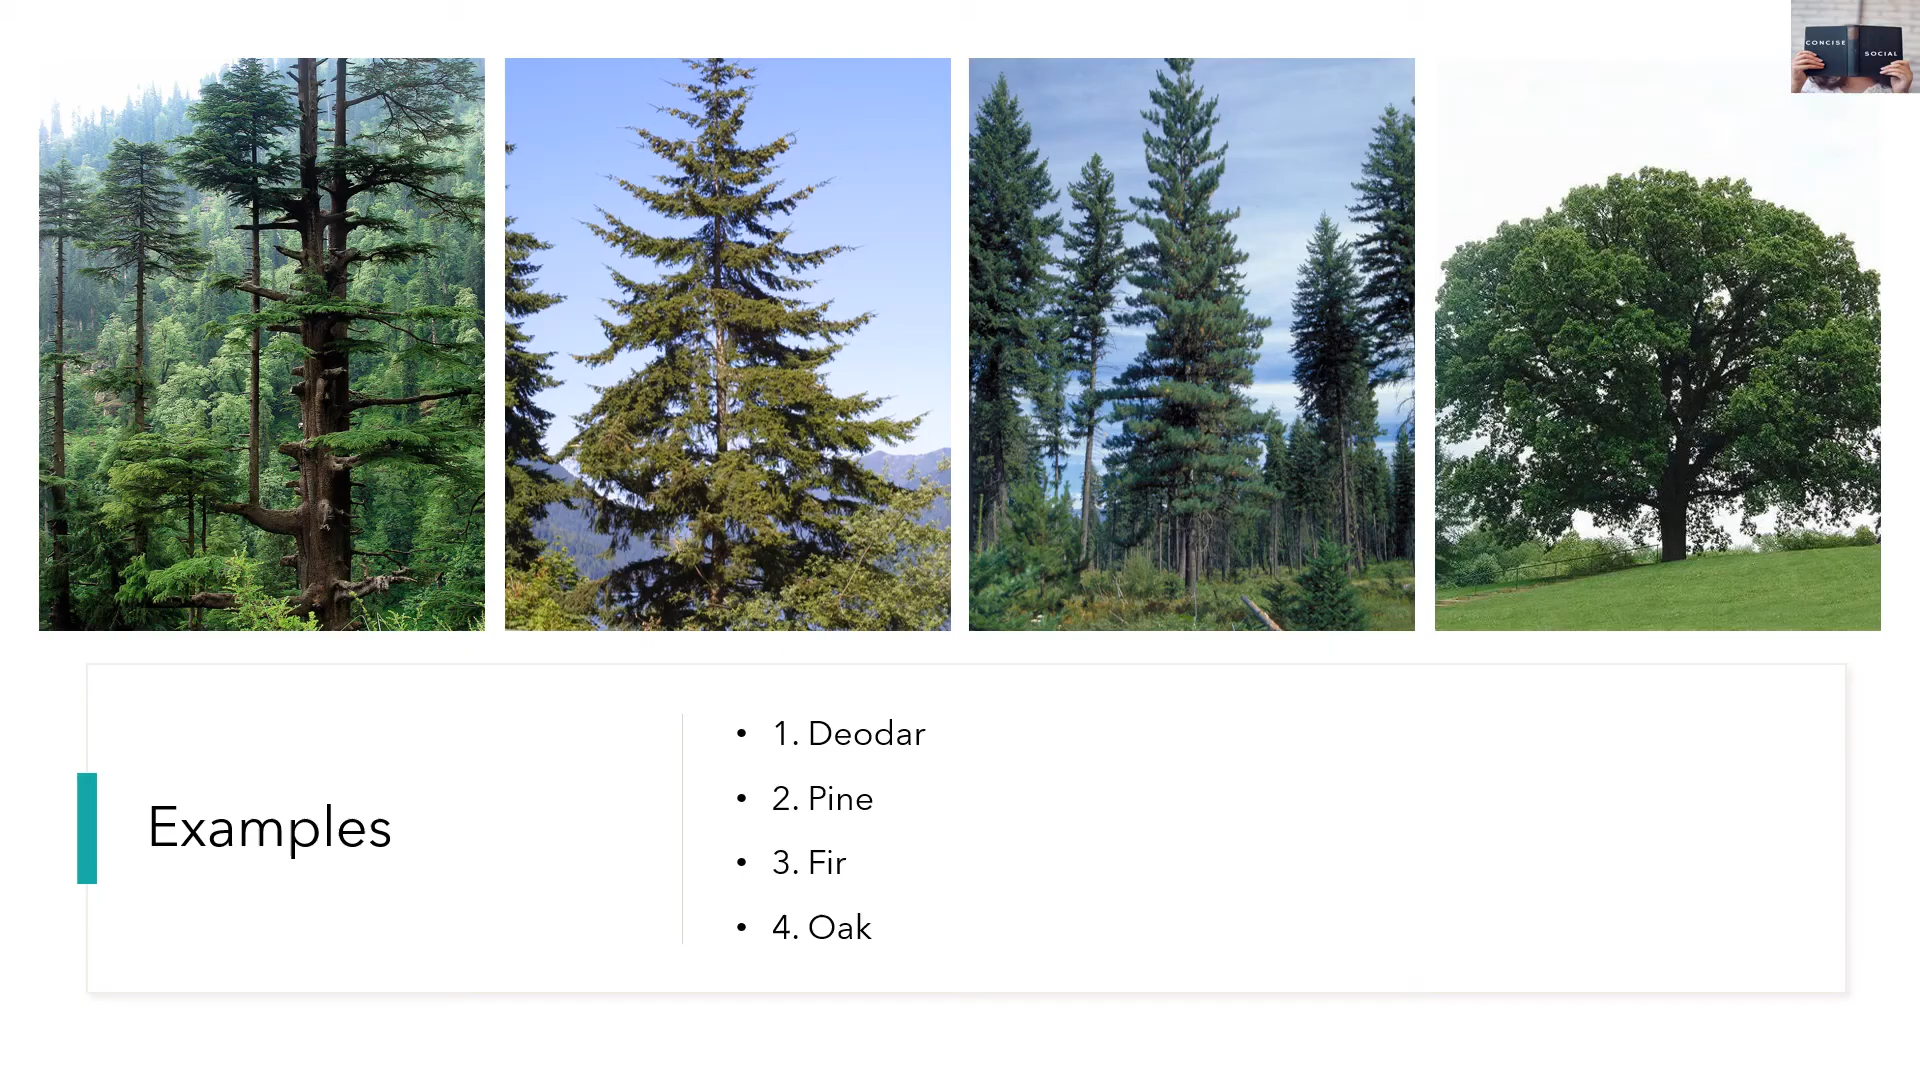 CONCISE
SOCIAL
Examples
• 1. Deodar
• 2. Pine
• 3. Fir
• 4. Oak